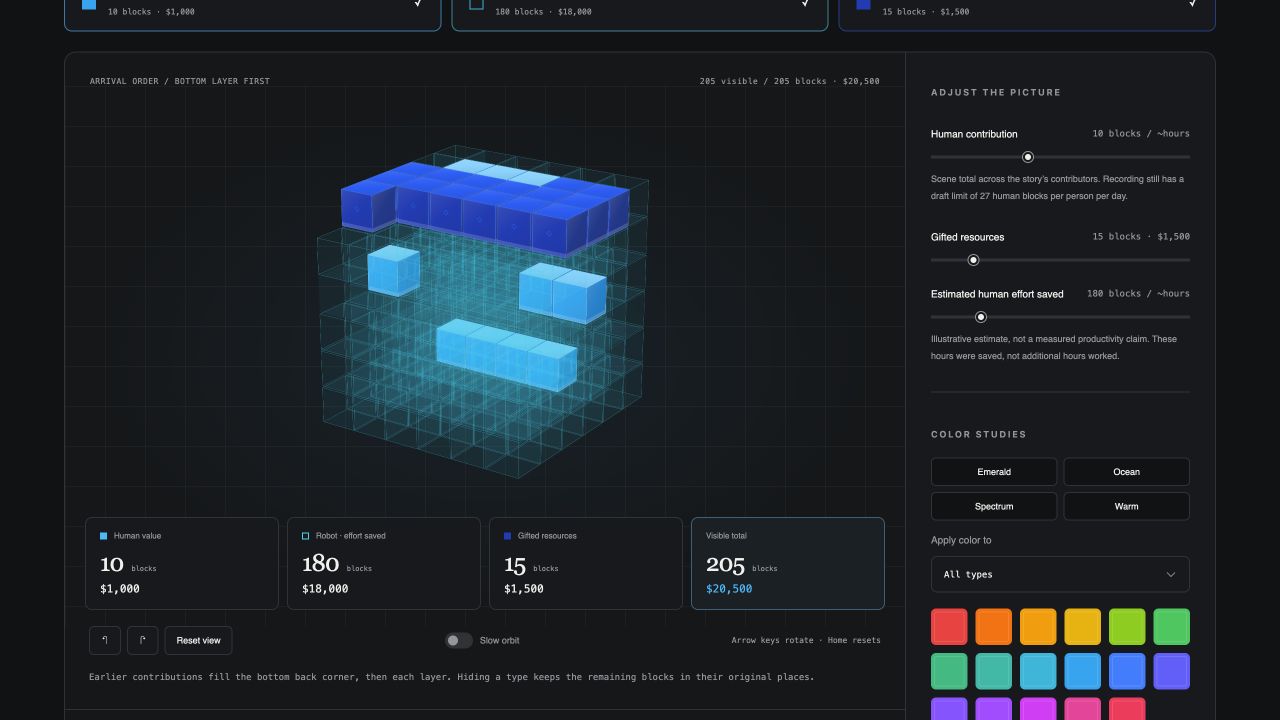 10 blocks · $1,000
180 blocks · $18,000
15 blocks · $1,500
ARRIVAL ORDER / BOTTOM LAYER FIRST
205 visible / 205 blocks · $20,500
ADJUST THE PICTURE
Human contribution
10 blocks / ~hours
Scene total across the story's contributors. Recording still has a
draft limit of 27 human blocks per person per day.
Gifted resources
15 blocks · $1,500
Estimated human effort saved
180 blocks / ~hours
Illustrative estimate, not a measured productivity claim. These
hours were saved, not additional hours worked.
COLOR STUDIES
Emerald
Ocean
Spectrum
Warm
Apply color to
All types
Human value
10 blocks
$1,000
Robot · effort saved
180 blocks
$18,000
Gifted resources
15 blocks
$1,500
Visible total
205 blocks
$20,500
Reset view
Slow orbit
Arrow keys rotate · Home resets
Earlier contributions fill the bottom back corner, then each layer. Hiding a type keeps the remaining blocks in their original places.